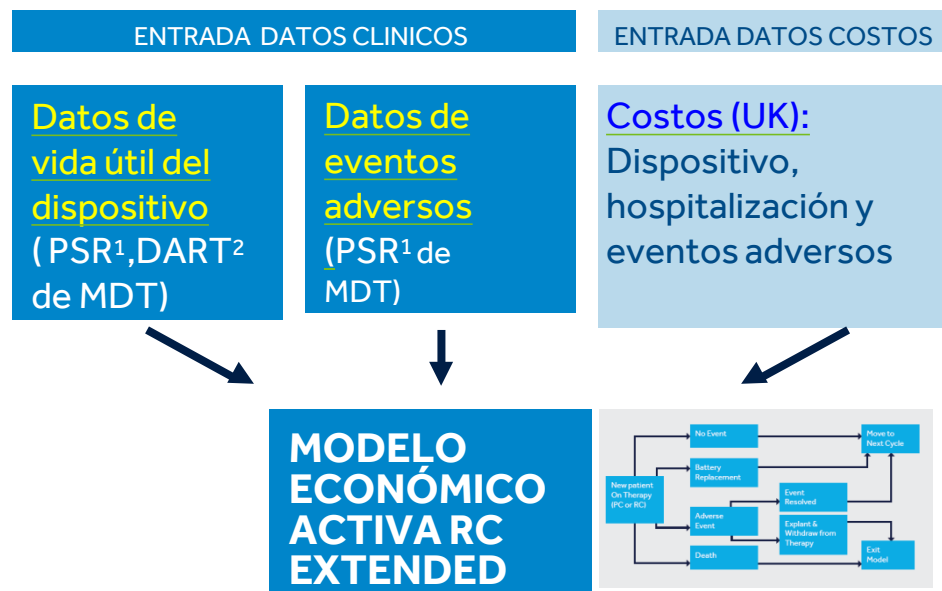 ENTRADA DATOS CLINICOS
ENTRADA DATOS COSTOS
Datos de
vida útil del
dispositivo
( PSR¹,DART²
de MDT)
Datos de
eventos
adversos
(PSR¹ de
MDT)
Costos (UK):
Dispositivo,
hospitalización y
eventos adversos
MODELO
ECONÓMICO
ACTIVA RC
EXTENDED
New patient
On Therapy
(PC or RC)
No Event
Battery
Replacement
Adverse
Event
Death
Event
Resolved
Explant &
Withdraw from
Therapy
Move to
Next Cycle
Exit
Model